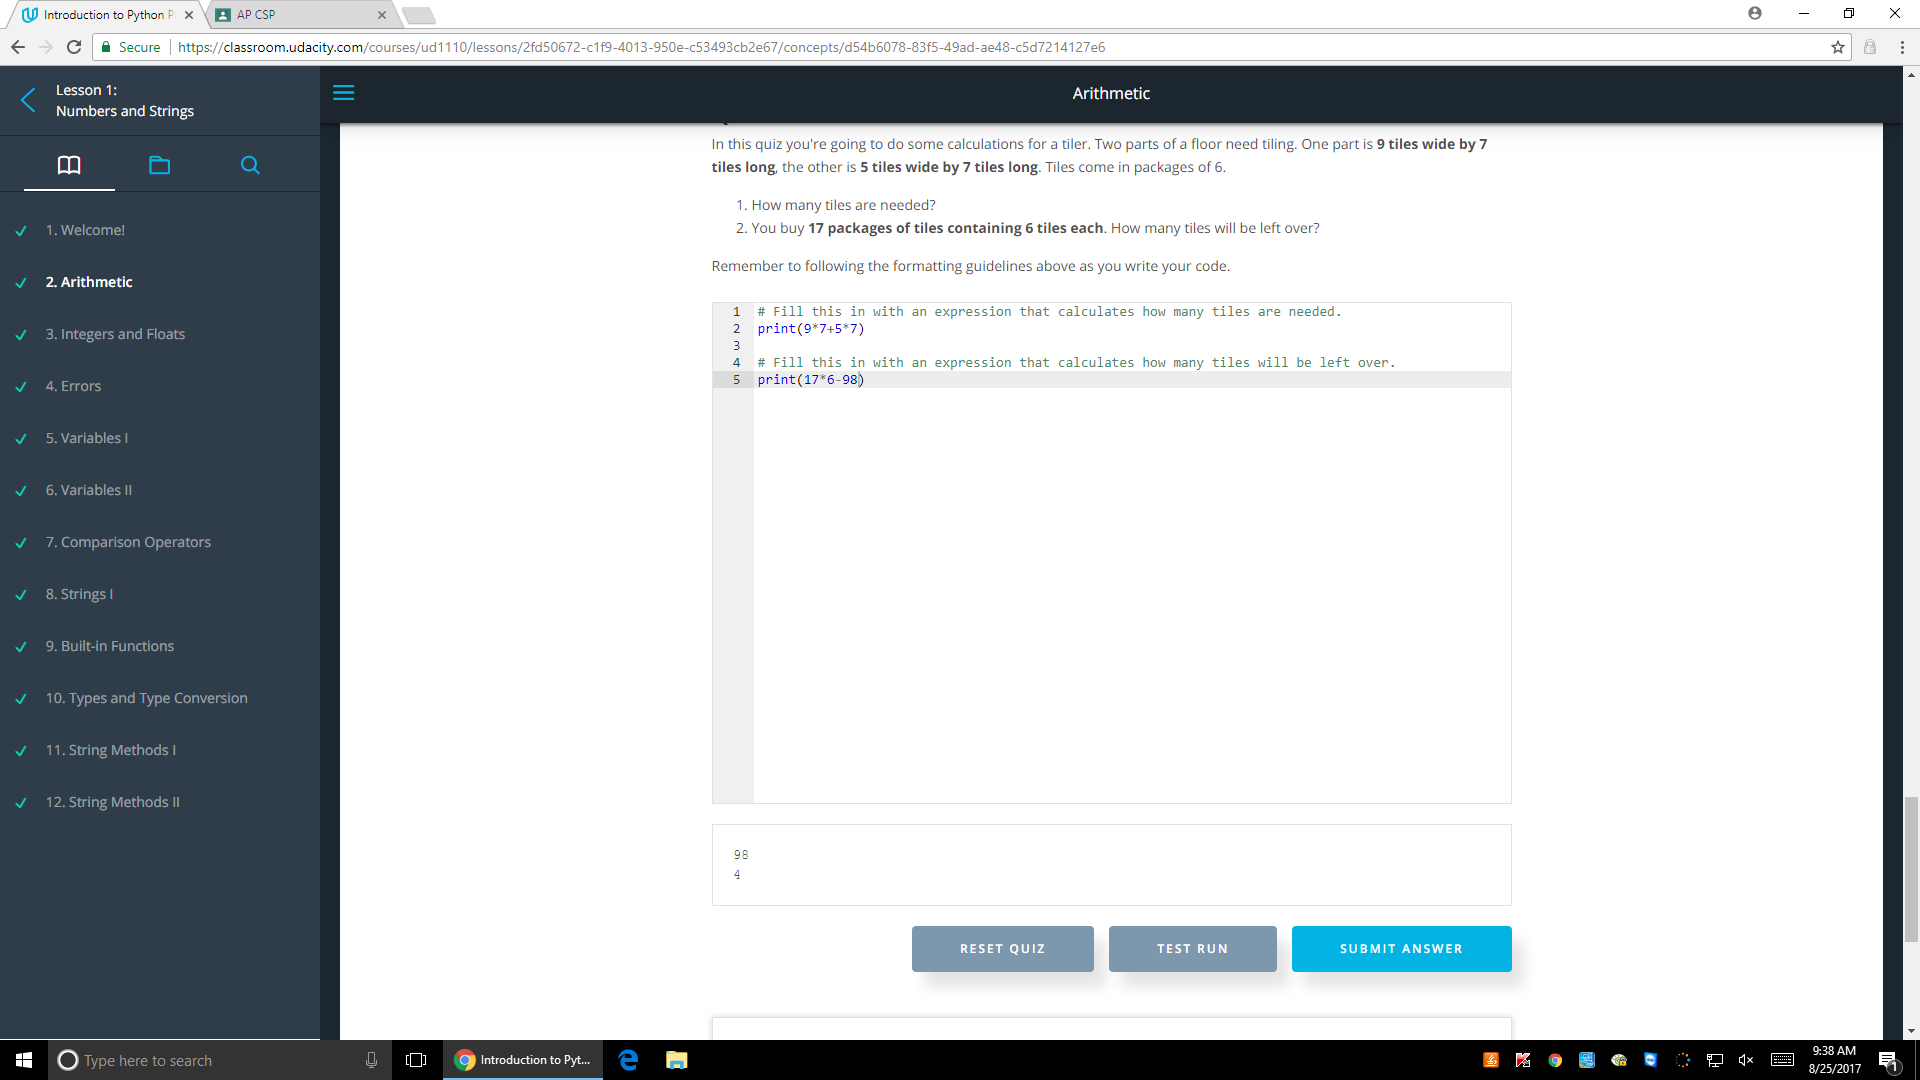 Introduction to Python P
AP CSP
Secure
https://classroom.udacity.com/courses/ud1110/lessons/2fd50672-c1f9-4013-950e-c53493cb2e67/concepts/d54b6078-83f5-49ad-ae48-c5d7214127e6
Lesson 1:
Numbers and Strings
Arithmetic
1. Welcome!
2. Arithmetic
3. Integers and Floats
4. Errors
5. Variables I
6. Variables II
7. Comparison Operators
8. Strings I
9. Built-in Functions
10. Types and Type Conversion
11. String Methods I
12. String Methods II
In this quiz you're going to do some calculations for a tiler. Two parts of a floor need tiling. One part is 9 tiles wide by 7
tiles long, the other is 5 tiles wide by 7 tiles long. Tiles come in packages of 6.
1. How many tiles are needed?
2. You buy 17 packages of tiles containing 6 tiles each. How many tiles will be left over?
Remember to following the formatting guidelines above as you write your code.
1 # Fill this in with an expression that calculates how many tiles are needed.
2 print(9*7+5*7)
3
4 # Fill this in with an expression that calculates how many tiles will be left over.
5 print(17*6-98)
98
4
RESET QUIZ
TEST RUN
SUBMIT ANSWER
Type here to search
Introduction to Pyt...
9:38 AM
8/25/2017
1